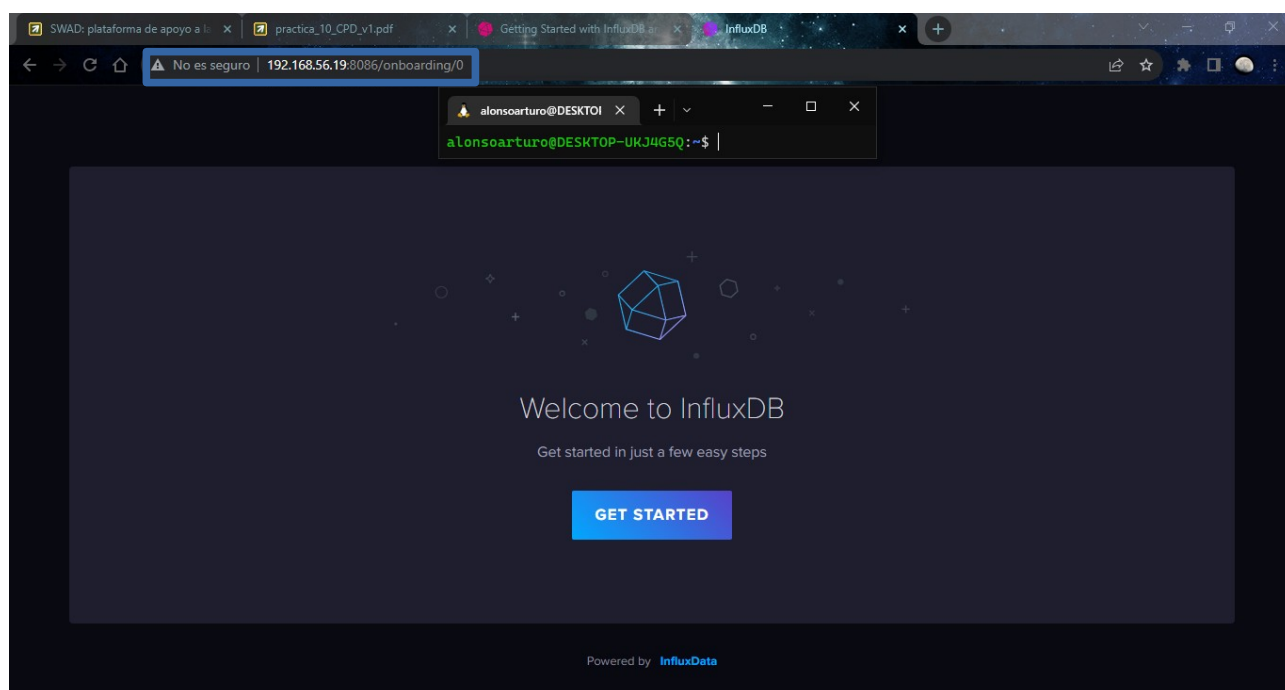 SWAD: plataforma de apoyo a la
practica_10_CPD_v1.pdf
Getting Started with InfluxDB an
InfluxDB
No es seguro | 192.168.56.19:8086/onboarding/0
alonsoarturo@DESKTOP
alonsoarturo@DESKTOP-UKJ4G5Q:~$
Welcome to InfluxDB
Get started in just a few easy steps
GET STARTED
Powered by InfluxData